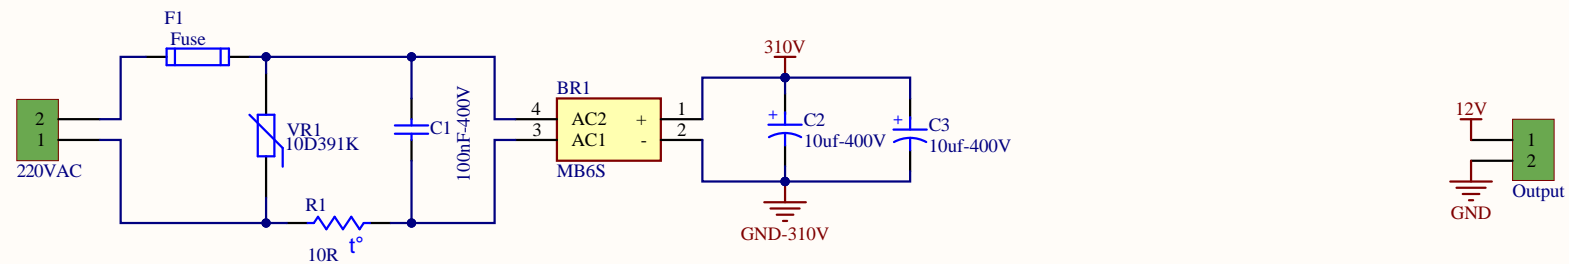 F1
Fuse
2
1
220VAC
VR1
10D391K
R1
10R
t°
C1
100nF-400V
BR1
4
3
AC2
AC1
+
-
1
2
MB6S
310V
+
C2
10uf-400V
+
C3
10uf-400V
GND-310V
12V
1
2
GND
Output